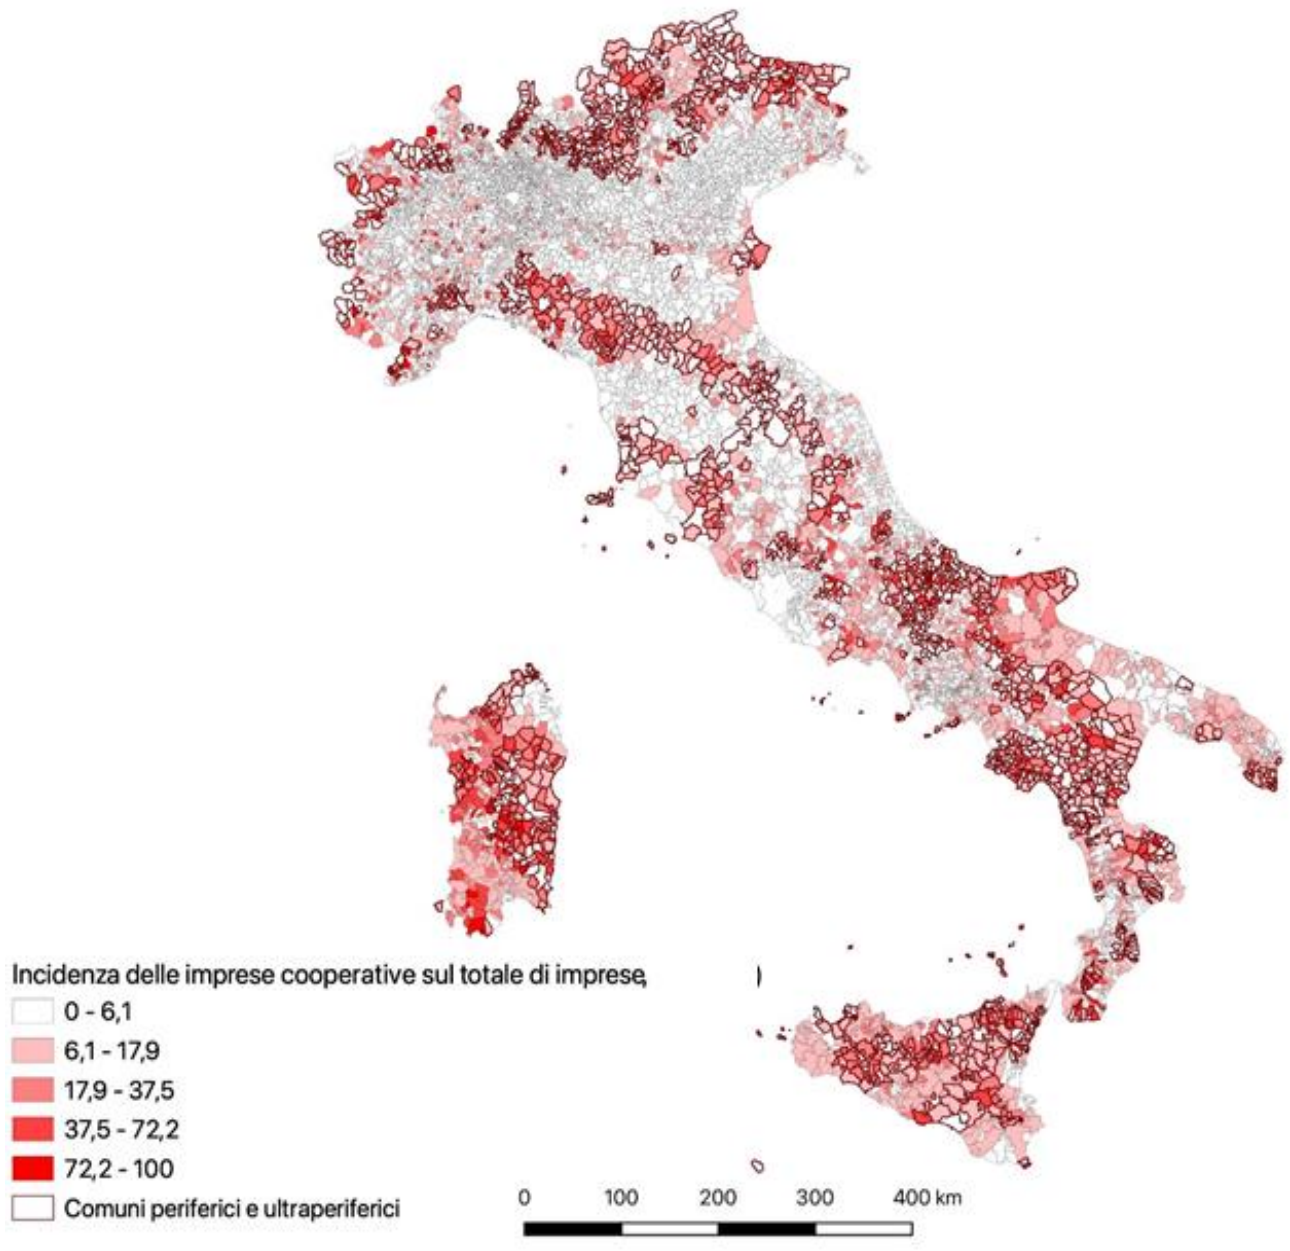 Incidenza delle imprese cooperative sul totale di imprese, )
0 - 6,1
6,1 - 17,9
17,9 - 37,5
37,5 - 72,2
72,2 - 100
Comuni periferici e ultraperiferici
0 100 200 300 400 km